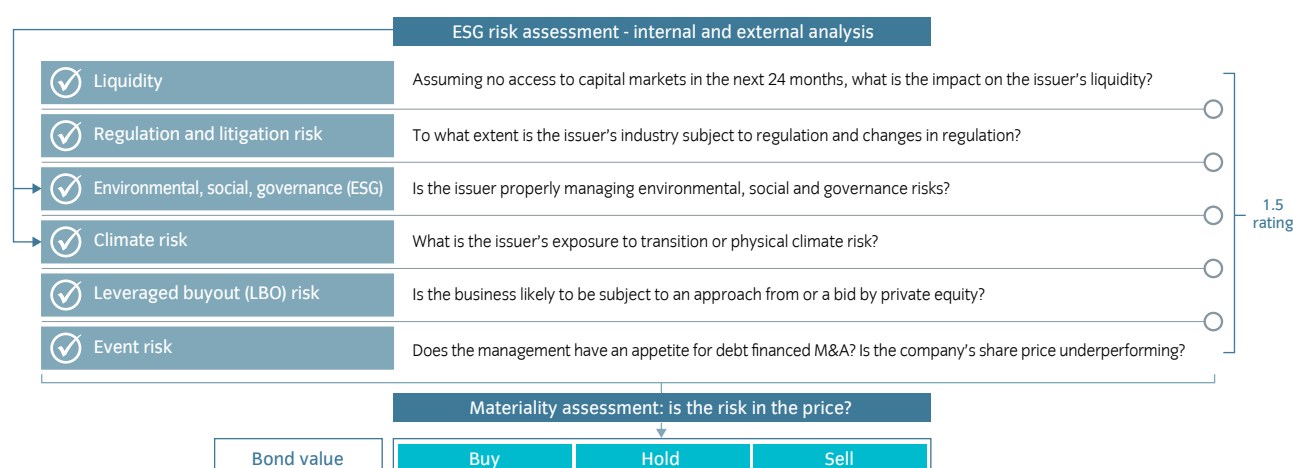 ESG risk assessment - internal and external analysis
Liquidity
Assuming no access to capital markets in the next 24 months, what is the impact on the issuer's liquidity?
Regulation and litigation risk
To what extent is the issuer's industry subject to regulation and changes in regulation?
Environmental, social, governance (ESG)
Is the issuer properly managing environmental, social and governance risks?
Climate risk
What is the issuer's exposure to transition or physical climate risk?
Leveraged buyout (LBO) risk
Is the business likely to be subject to an approach from or a bid by private equity?
Event risk
Does the management have an appetite for debt financed M&A? Is the company's share price underperforming?
1.5
rating
Materiality assessment: is the risk in the price?
Bond value
Buy
Hold
Sell